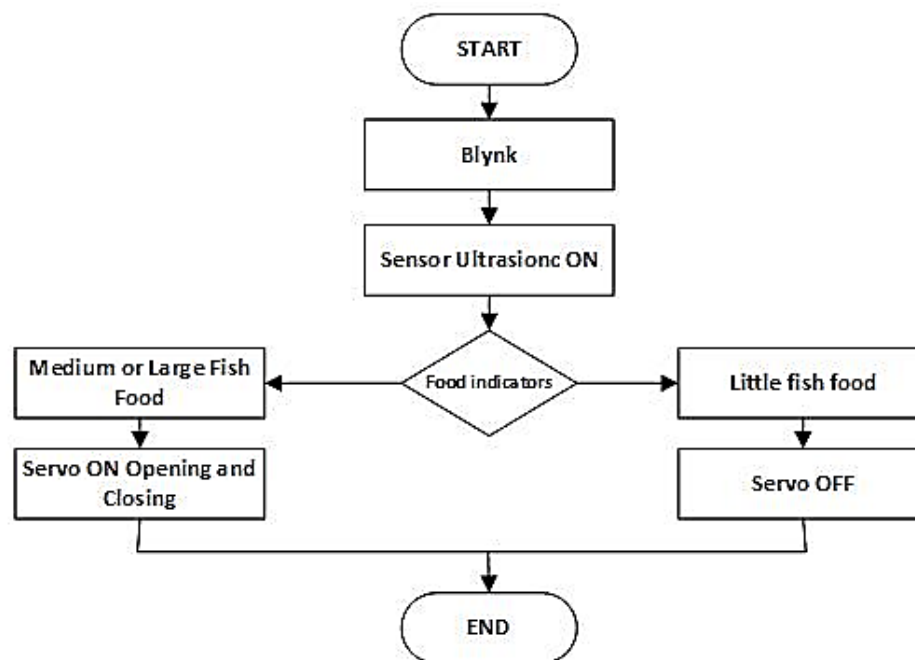 START
Blynk
Sensor Ultrasionc ON
Food indicators
Medium or Large Fish
Food
Little fish food
Servo ON Opening and
Closing
Servo OFF
END